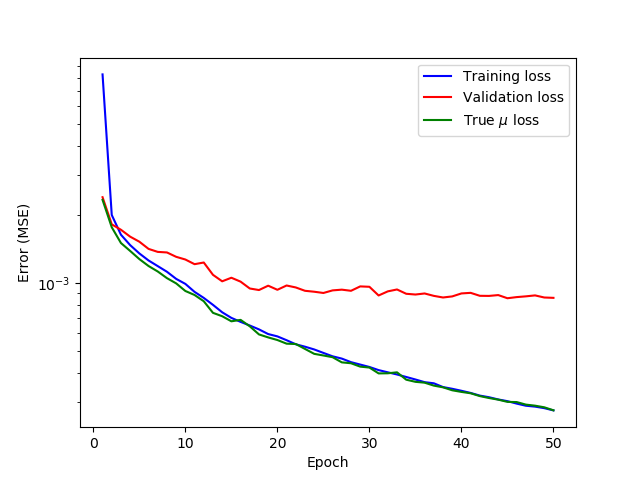 Training loss
Validation loss
True μ loss
Error (MSE)
10⁻³
0 10 20 30 40 50
Epoch